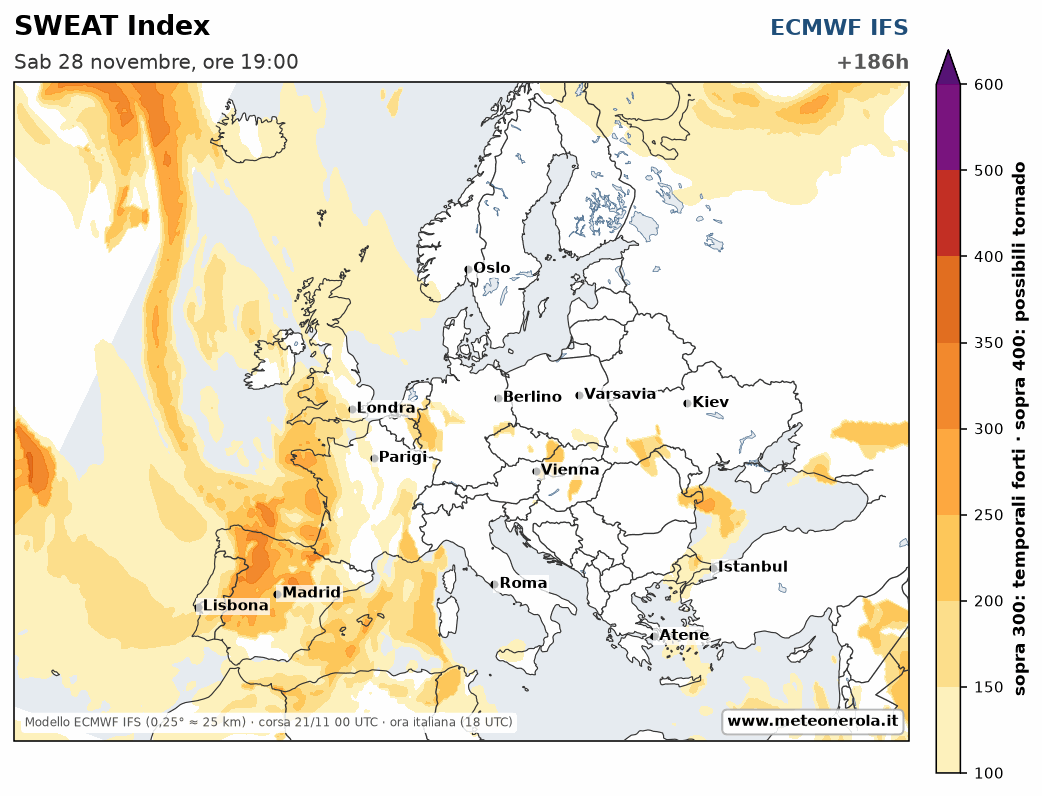 SWEAT Index
ECMWF IFS
Sab 28 novembre, ore 19:00
+186h
600
500
400
350
300
250
200
150
100
sopra 300: temporali forti · sopra 400: possibili tornado
Oslo
Berlino
Varsavia
Kiev
Londra
Parigi
Vienna
Istanbul
Roma
Madrid
Lisbona
Atene
Modello ECMWF IFS (0,25° ≈ 25 km) · corsa 21/11 00 UTC · ora italiana (18 UTC)
www.meteonerola.it